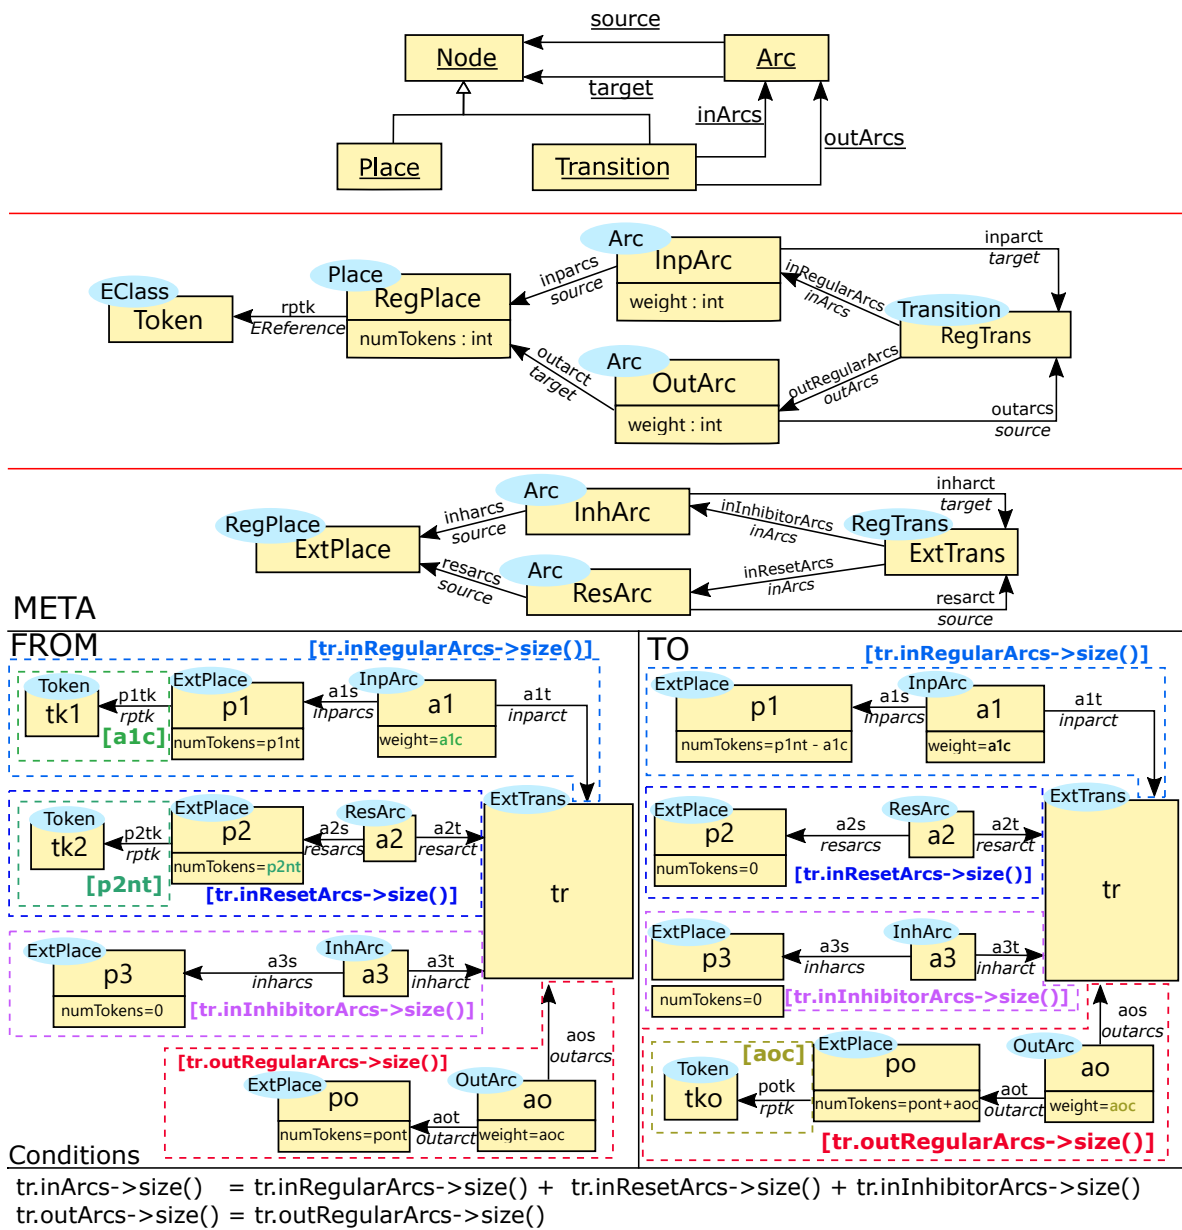 source
Node
Arc
target
inArcs
outArcs
Place
Transition
Arc
InpArc
weight : int
inparct
target
inparcs
source
inRegularArcs
inArcs
EClass
Token
rptk
EReference
Place
RegPlace
numTokens : int
Transition
RegTrans
outarct
target
Arc
OutArc
weight : int
outRegularArcs
outArcs
outarcs
source
Arc
InhArc
inharct
target
inharcs
source
inInhibitorArcs
inArcs
RegPlace
ExtPlace
RegTrans
ExtTrans
resarcs
source
Arc
ResArc
inResetArcs
inArcs
resarct
source
META
FROM
[tr.inRegularArcs->size()]
Token
tk1
p1tk
rptk
[a1c]
ExtPlace
p1
numTokens=p1nt
a1s
inparcs
InpArc
a1
weight=a1c
a1t
inparct
Token
tk2
p2tk
rptk
[p2nt]
ExtPlace
p2
numTokens=p2nt
a2s
resarcs
ResArc
a2
a2t
resarct
[tr.inResetArcs->size()]
ExtTrans
tr
ExtPlace
p3
numTokens=0
a3s
inharcs
InhArc
a3
a3t
inharct
[tr.inInhibitorArcs->size()]
aos
outarcs
[tr.outRegularArcs->size()]
ExtPlace
po
numTokens=pont
aot
outarct
OutArc
ao
weight=aoc
TO
[tr.inRegularArcs->size()]
ExtPlace
p1
numTokens=p1nt - a1c
a1s
inparcs
InpArc
a1
weight=a1c
a1t
inparct
ExtPlace
p2
numTokens=0
a2s
resarcs
ResArc
a2
a2t
resarct
[tr.inResetArcs->size()]
ExtTrans
tr
ExtPlace
p3
numTokens=0
a3s
inharcs
InhArc
a3
a3t
inharct
[tr.inInhibitorArcs->size()]
aos
outarcs
[aoc]
Token
tko
potk
rptk
ExtPlace
po
numTokens=pont+aoc
aot
outarct
OutArc
ao
weight=aoc
[tr.outRegularArcs->size()]
Conditions
tr.inArcs->size() = tr.inRegularArcs->size() + tr.inResetArcs->size() + tr.inInhibitorArcs->size()
tr.outArcs->size() = tr.outRegularArcs->size()